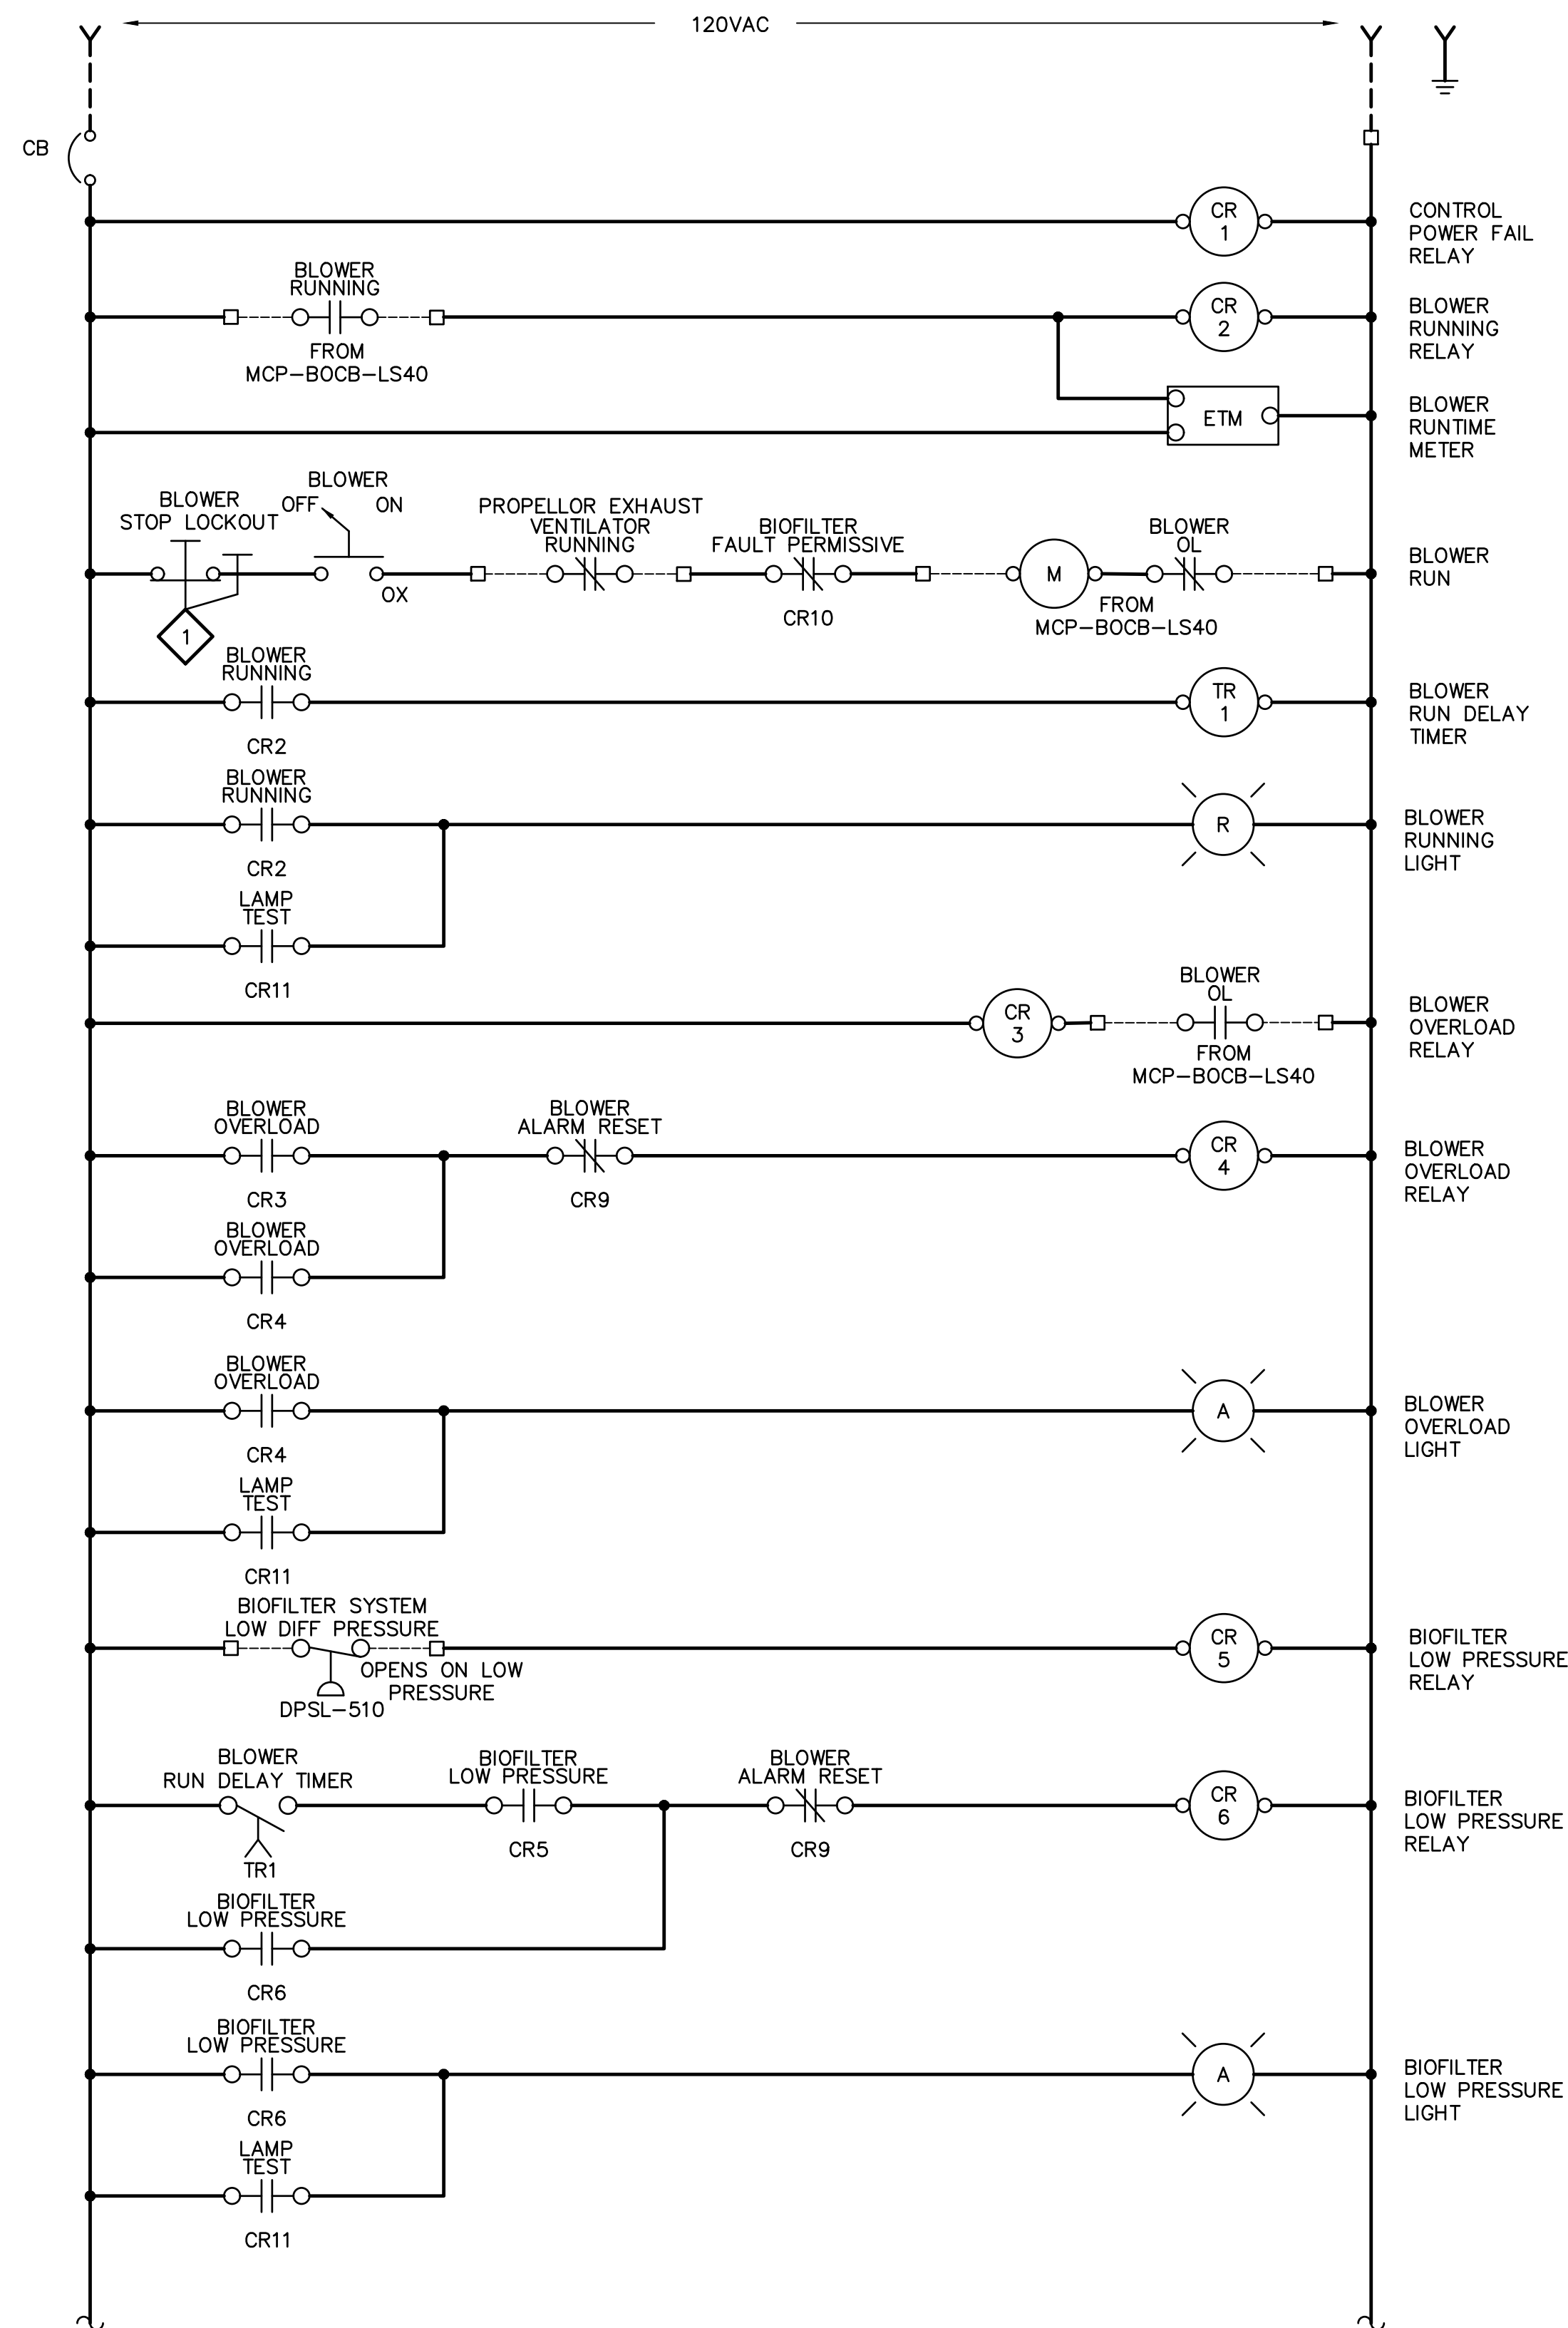 120VAC
CB
CR
1
CONTROL
POWER FAIL
RELAY
BLOWER
RUNNING
FROM
MCP-BOCB-LS40
CR
2
BLOWER
RUNNING
RELAY
ETM
BLOWER
RUNTIME
METER
BLOWER
STOP LOCKOUT
1
BLOWER
OFF ON
OX
PROPELLOR EXHAUST
VENTILATOR
RUNNING
BIOFILTER
FAULT PERMISSIVE
CR10
M
BLOWER
OL
FROM
MCP-BOCB-LS40
BLOWER
RUN
BLOWER
RUNNING
CR2
TR
1
BLOWER
RUN DELAY
TIMER
BLOWER
RUNNING
CR2
R
BLOWER
RUNNING
LIGHT
LAMP
TEST
CR11
CR
3
BLOWER
OL
FROM
MCP-BOCB-LS40
BLOWER
OVERLOAD
RELAY
BLOWER
OVERLOAD
CR3
BLOWER
ALARM RESET
CR9
CR
4
BLOWER
OVERLOAD
RELAY
BLOWER
OVERLOAD
CR4
BLOWER
OVERLOAD
CR4
A
BLOWER
OVERLOAD
LIGHT
LAMP
TEST
CR11
BIOFILTER SYSTEM
LOW DIFF PRESSURE
OPENS ON LOW
PRESSURE
DPSL-510
CR
5
BIOFILTER
LOW PRESSURE
RELAY
BLOWER
RUN DELAY TIMER
TR1
BIOFILTER
LOW PRESSURE
CR5
BLOWER
ALARM RESET
CR9
CR
6
BIOFILTER
LOW PRESSURE
RELAY
BIOFILTER
LOW PRESSURE
CR6
BIOFILTER
LOW PRESSURE
CR6
A
BIOFILTER
LOW PRESSURE
LIGHT
LAMP
TEST
CR11